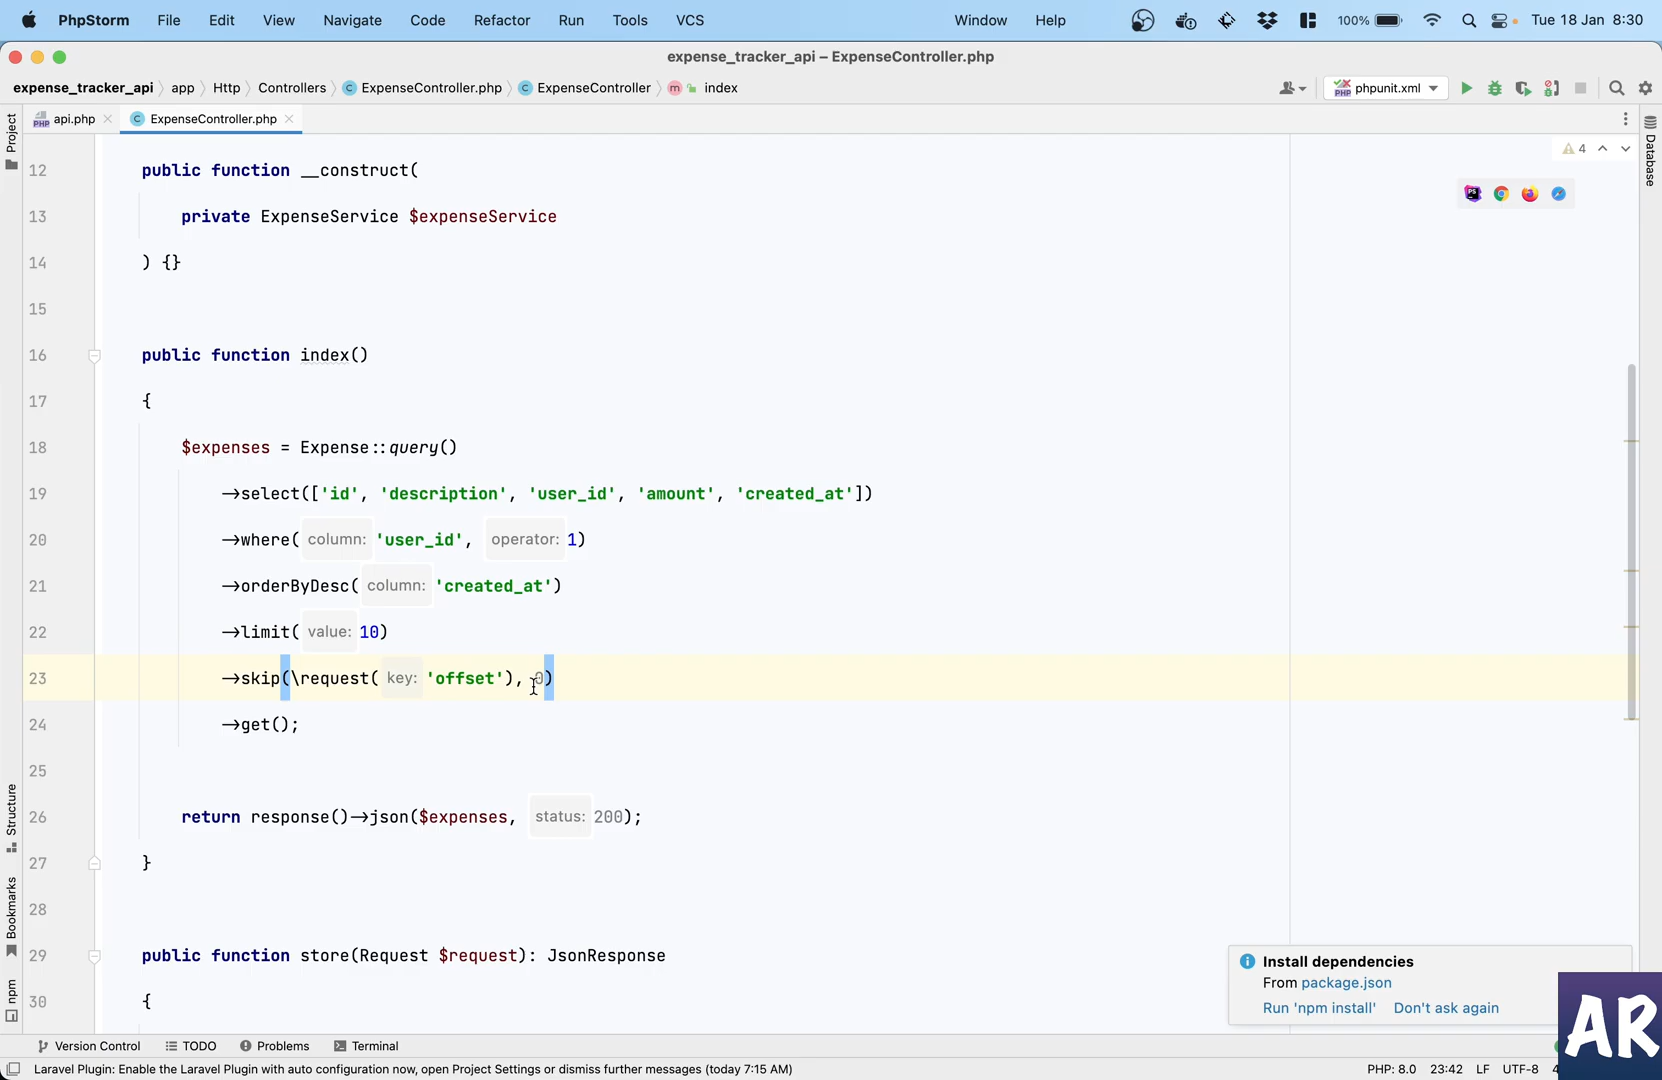 PhpStorm File Edit View Navigate Code Refactor Run Tools VCS Window Help 100% Tue 18 Jan 8:30
expense_tracker_api – ExpenseController.php
expense_tracker_api app Http Controllers ExpenseController.php ExpenseController index phpunit.xml
api.php ExpenseController.php
Project
Database
4
12 public function __construct(
13 private ExpenseService $expenseService
14 ) {}
15
16 public function index()
17 {
18 $expenses = Expense::query()
19 ->select(['id', 'description', 'user_id', 'amount', 'created_at'])
20 ->where( column: 'user_id', operator: 1)
21 ->orderByDesc( column: 'created_at')
22 ->limit( value: 10)
23 ->skip(\request( key: 'offset'), 0)
24 ->get();
25
26 return response()->json($expenses, status: 200);
27 }
28
29 public function store(Request $request): JsonResponse
30 {
Structure
Bookmarks
npm
Install dependencies
From package.json
Run 'npm install' Don't ask again
AR
Version Control TODO Problems Terminal
Laravel Plugin: Enable the Laravel Plugin with auto configuration now, open Project Settings or dismiss further messages (today 7:15 AM) PHP: 8.0 23:42 LF UTF-8 4